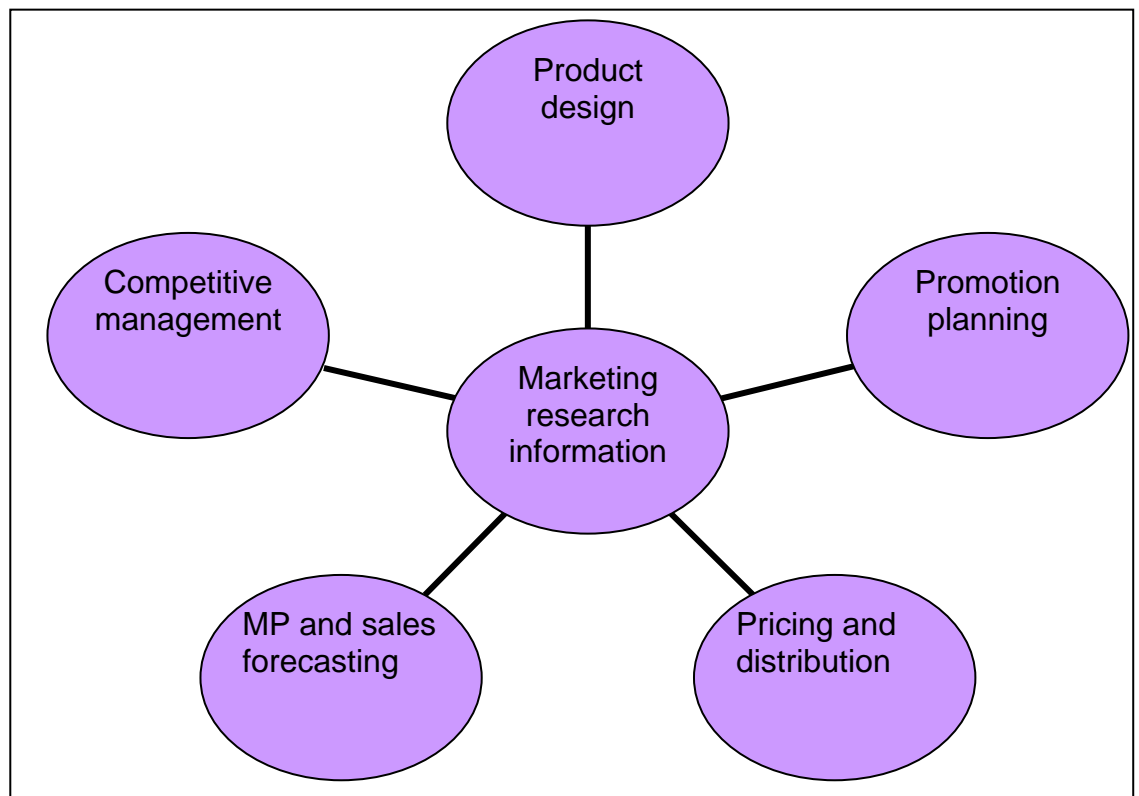 Product
design
Competitive
management
Promotion
planning
Marketing
research
information
MP and sales
forecasting
Pricing and
distribution